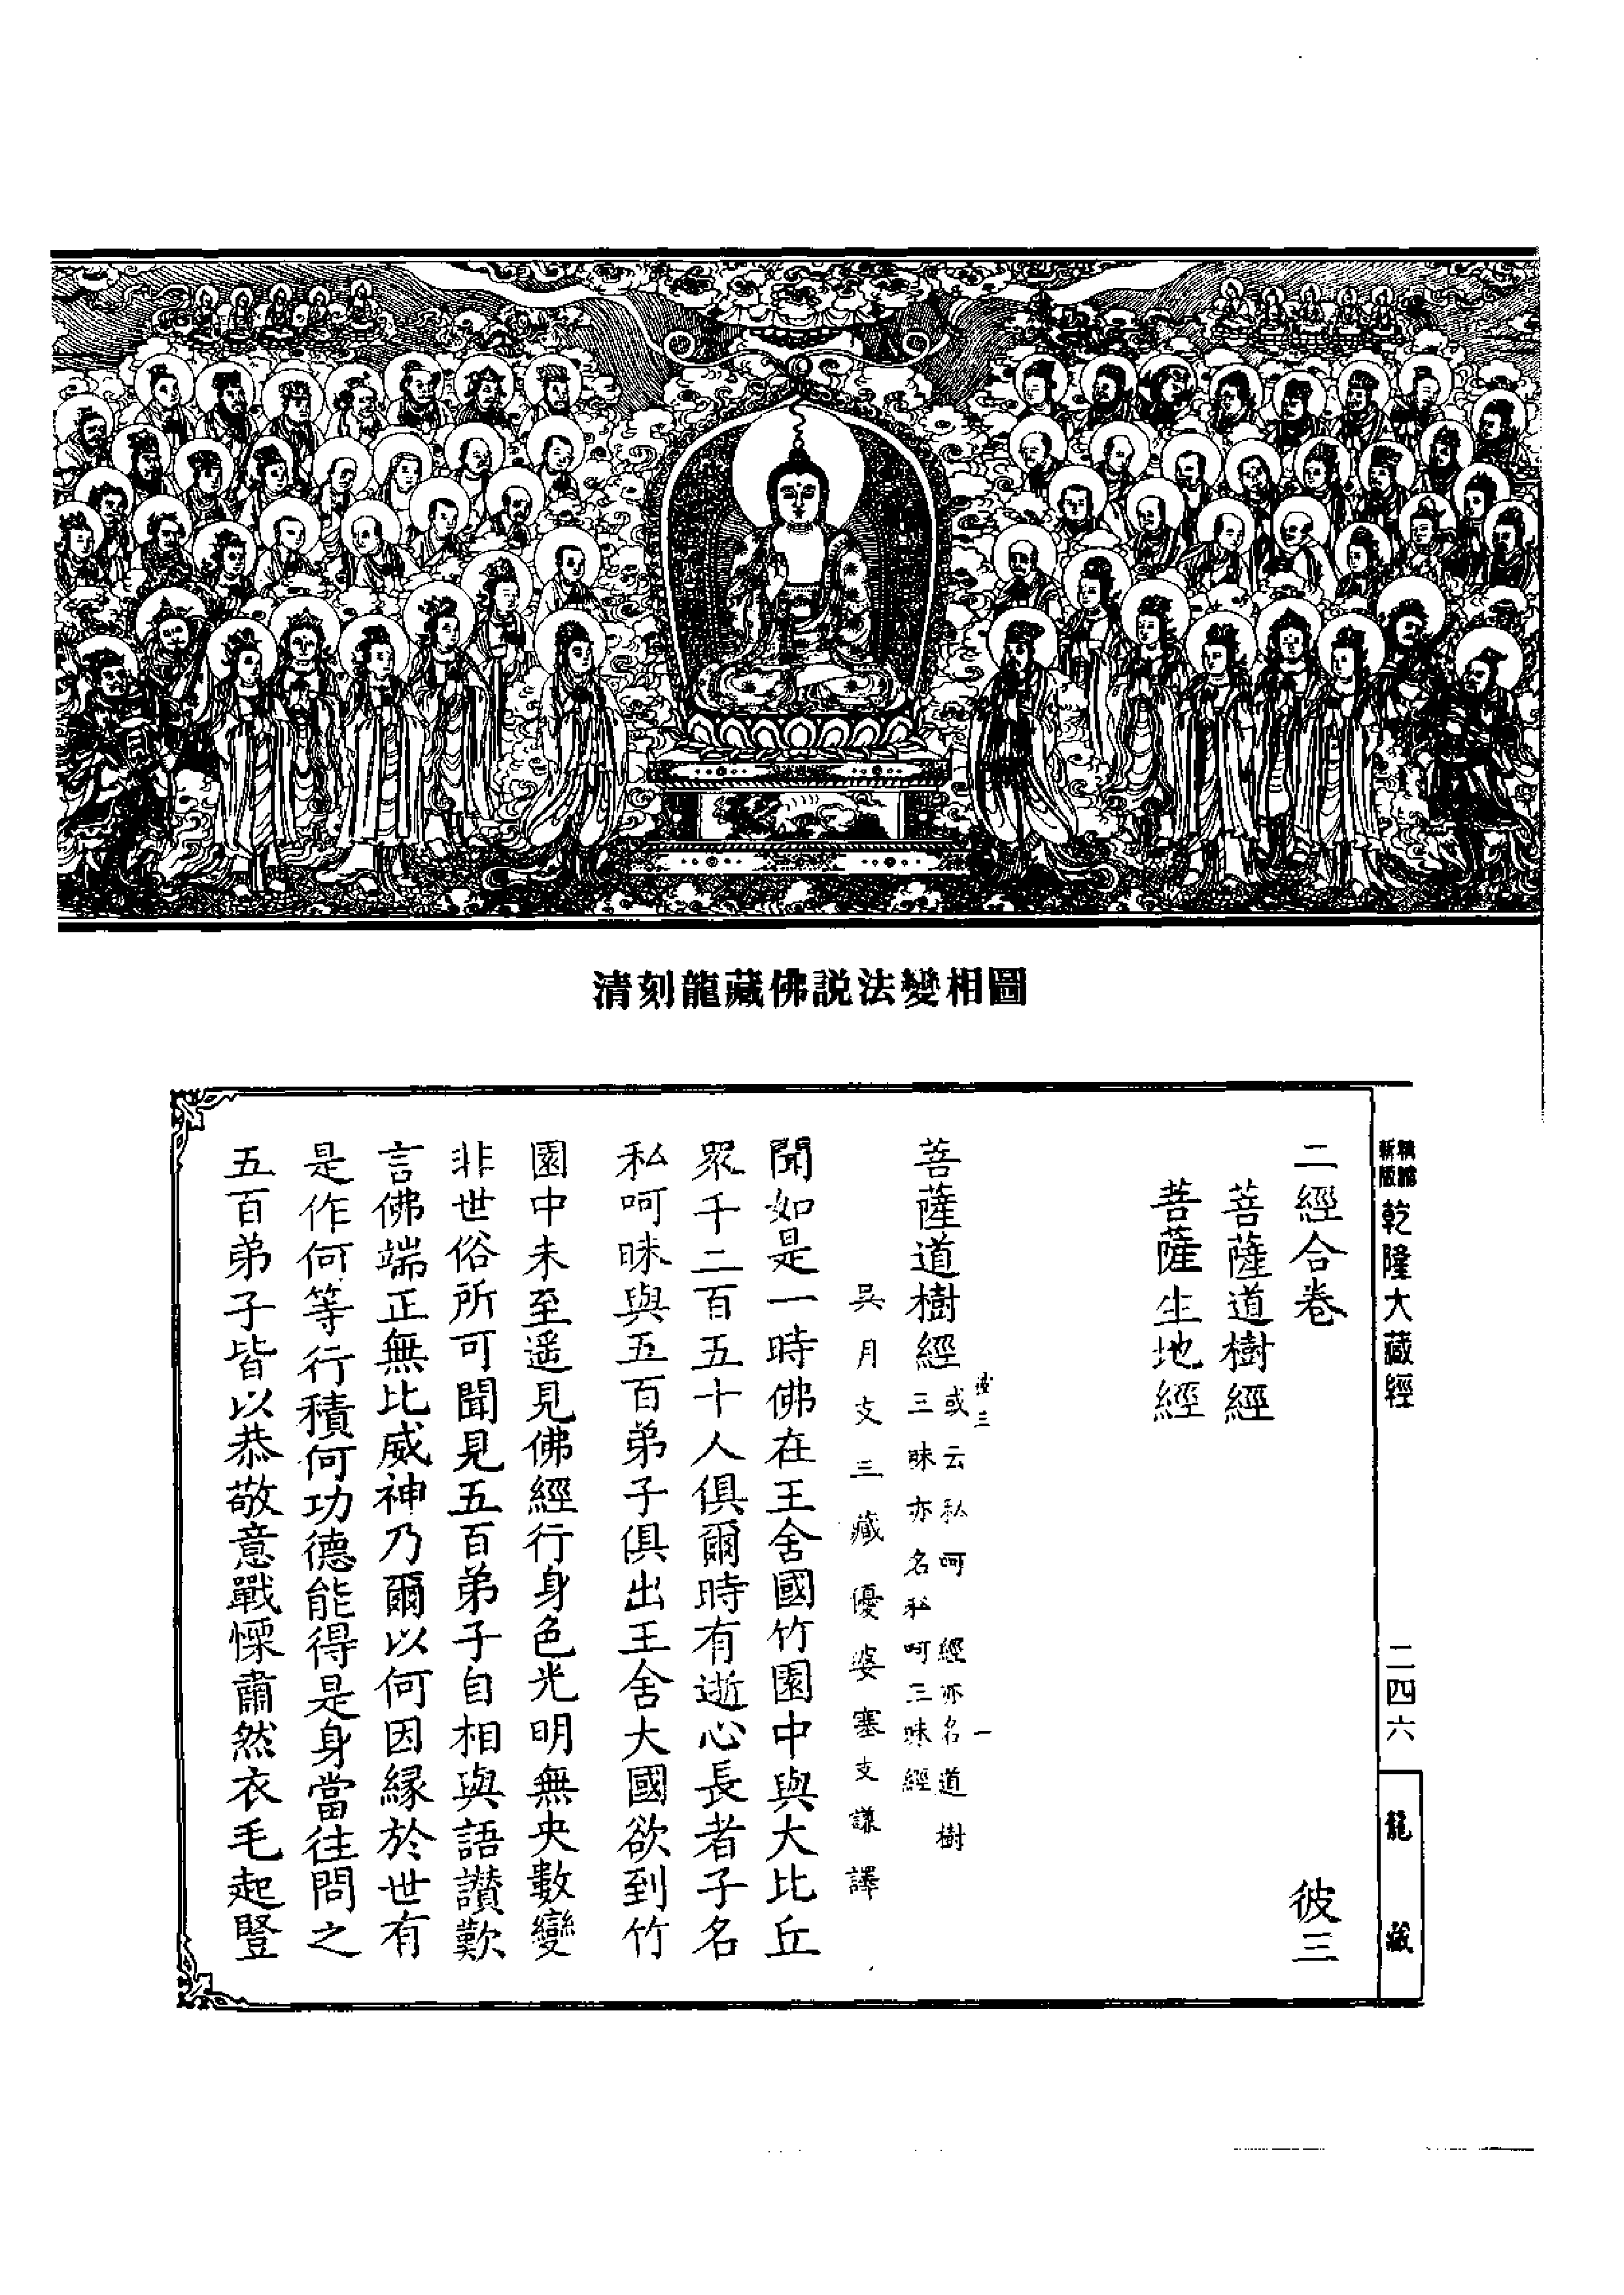 清刻龍藏佛説法變相圖
乾隆大藏經
二四六
龍藏
二經合卷 彼三
菩薩道樹經
菩薩生地經
彼三 一
菩薩道樹經 或云私呵經亦名道樹
三昧亦名私呵三昧經
吳月支三藏優婆塞支謙譯
聞如是一時佛在王舍國竹園中與大比丘
眾千二百五十人俱爾時有逝心長者子名
私呵昧與五百弟子俱出王舍大國欲到竹
園中未至遥見佛經行身色光明無央數變
非世俗所可聞見五百弟子自相與語讃歎
言佛端正無比威神乃爾以何因緣於世有
是作何等行積何功德能得是身當往問之
五百弟子皆以恭敬意戰慄肅然衣毛起豎